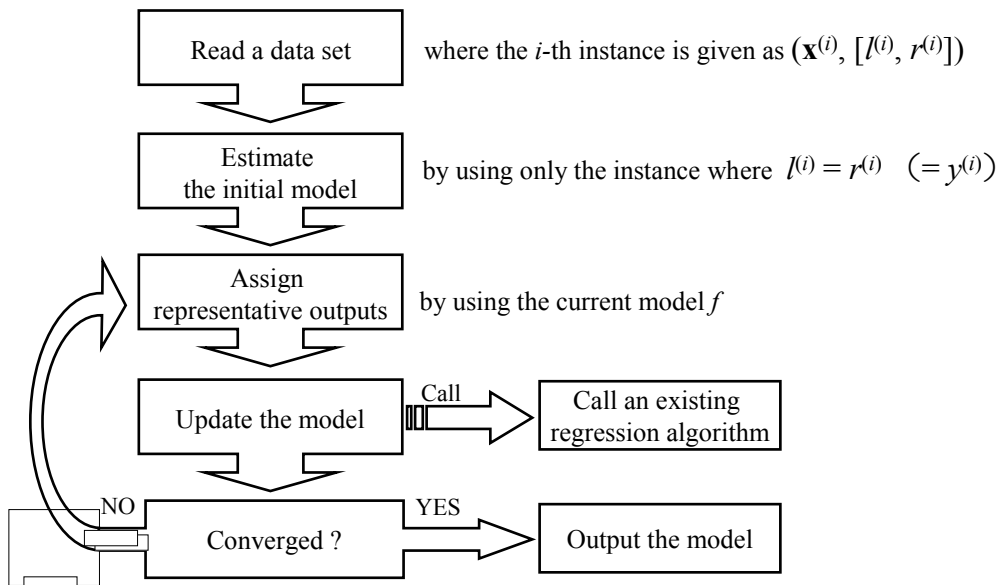 Read a data set
where the i-th instance is given as (x^(i), [l^(i), r^(i)])
Estimate
the initial model
by using only the instance where l^(i) = r^(i) (= y^(i))
Assign
representative outputs
by using the current model f
Update the model
Call
Call an existing
regression algorithm
NO
Converged ?
YES
Output the model